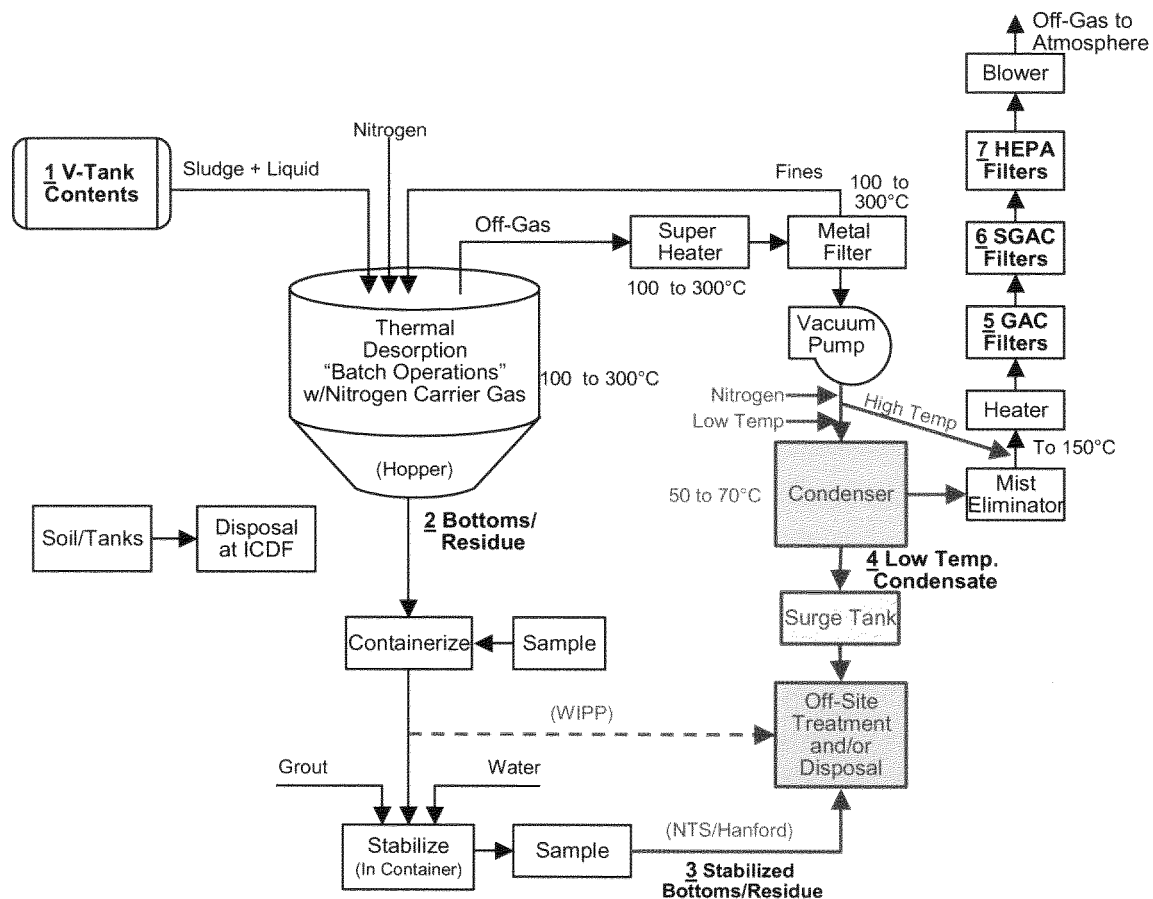 Off-Gas to
Atmosphere
Blower
Nitrogen
1 V-Tank
Contents
Sludge + Liquid
Fines
100 to
300°C
7 HEPA
Filters
Off-Gas
Super
Heater
Metal
Filter
6 SGAC
Filters
100 to 300°C
Thermal
Desorption
"Batch Operations"
w/Nitrogen Carrier Gas
100 to 300°C
Vacuum
Pump
5 GAC
Filters
Nitrogen
Low Temp
High Temp
Heater
To 150°C
(Hopper)
50 to 70°C
Condenser
Mist
Eliminator
Soil/Tanks
Disposal
at ICDF
2 Bottoms/
Residue
4 Low Temp.
Condensate
Surge Tank
Containerize
Sample
(WIPP)
Off-Site
Treatment
and/or
Disposal
Grout
Water
Stabilize
(In Container)
Sample
(NTS/Hanford)
3 Stabilized
Bottoms/Residue